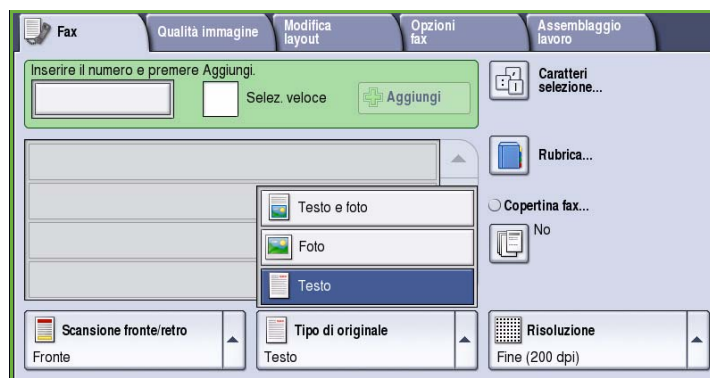 Fax
Qualità immagine
Modifica
layout
Opzioni
fax
Assemblaggio
lavoro
Inserire il numero e premere Aggiungi.
Selez. veloce
Aggiungi
Caratteri
selezione...
Rubrica...
Testo e foto
Foto
Testo
Copertina fax...
No
Scansione fronte/retro
Fronte
Tipo di originale
Testo
Risoluzione
Fine (200 dpi)